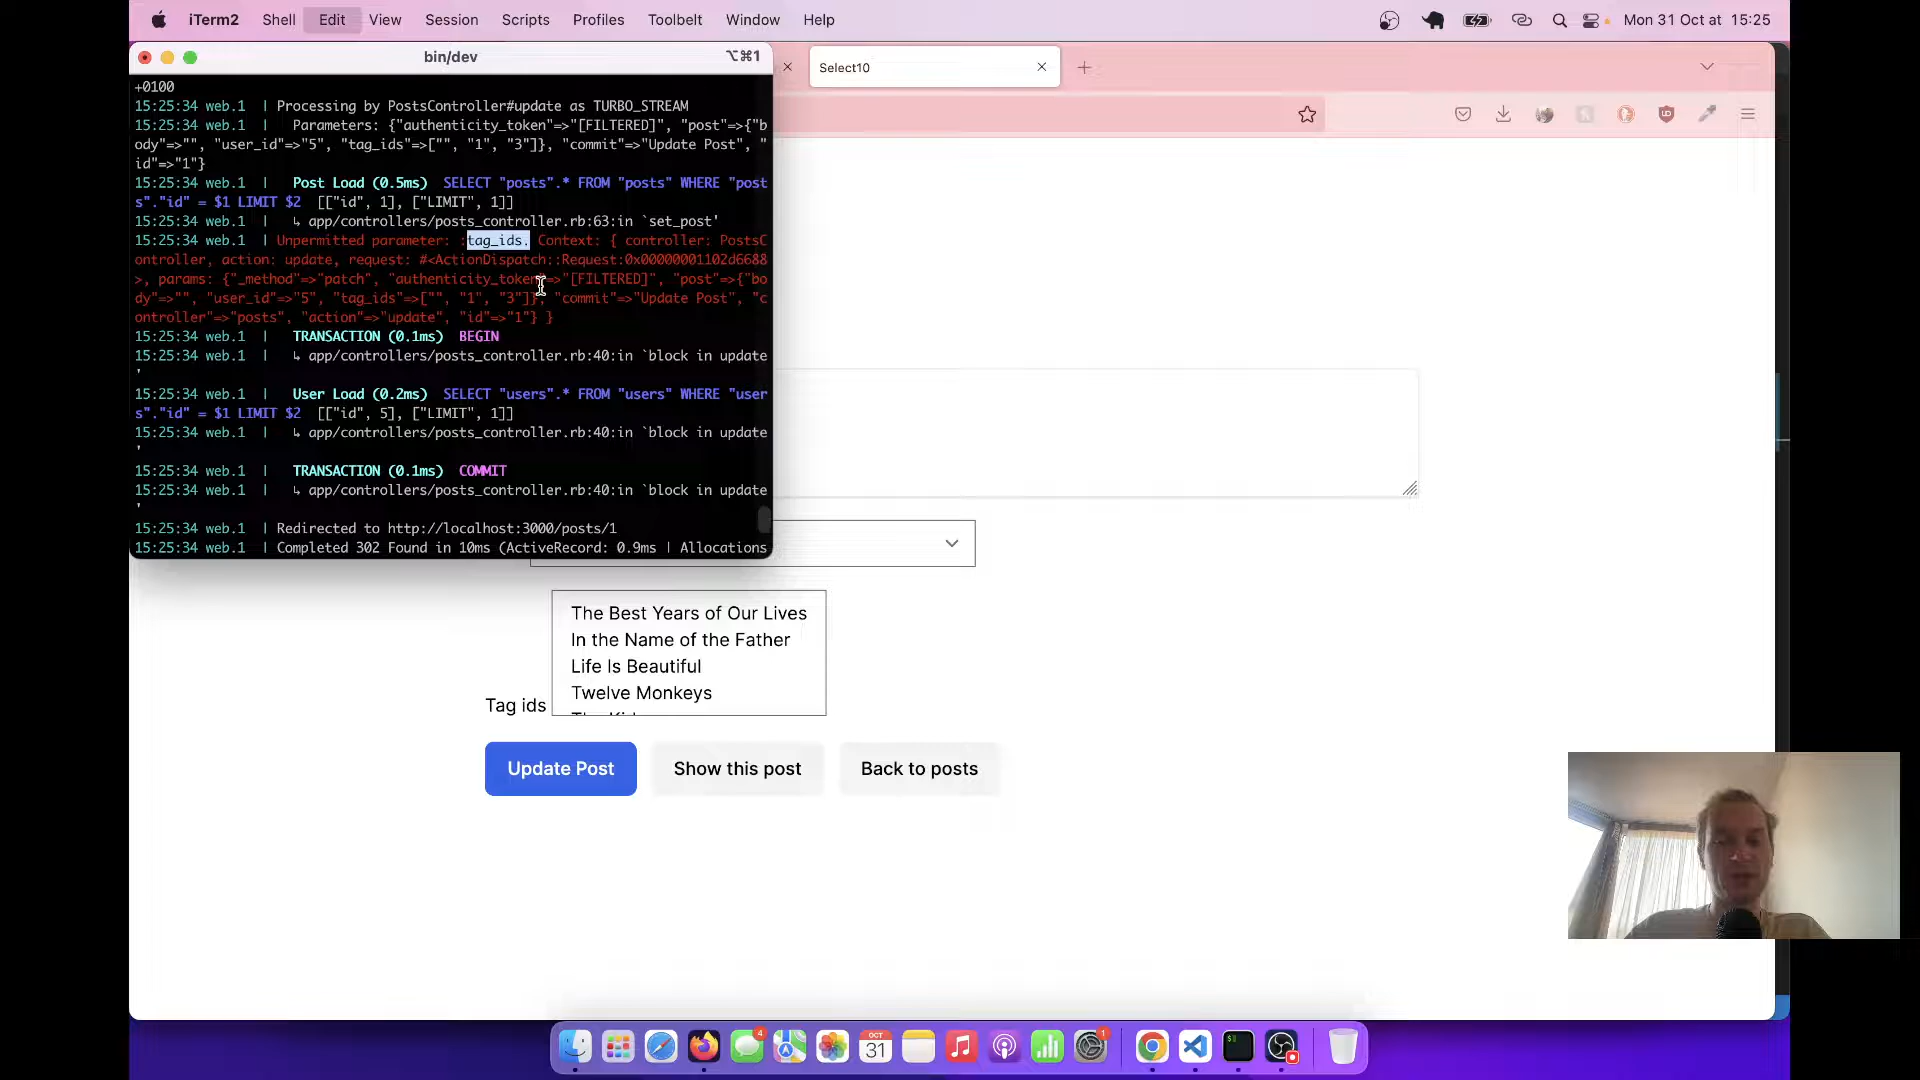 iTerm2 Shell Edit View Session Scripts Profiles Toolbelt Window Help Mon 31 Oct at 15:25
bin/dev ⌥⌘1
Select10
+0100
15:25:34 web.1 | Processing by PostsController#update as TURBO_STREAM
15:25:34 web.1 | Parameters: {"authenticity_token"=>"[FILTERED]", "post"=>{"b
ody"=>"", "user_id"=>"5", "tag_ids"=>["", "1", "3"]}, "commit"=>"Update Post", "
id"=>"1"}
15:25:34 web.1 | Post Load (0.5ms) SELECT "posts".* FROM "posts" WHERE "post
s"."id" = $1 LIMIT $2 [["id", 1], ["LIMIT", 1]]
15:25:34 web.1 | ↳ app/controllers/posts_controller.rb:63:in `set_post'
15:25:34 web.1 | Unpermitted parameter: :tag_ids. Context: { controller: PostsC
ontroller, action: update, request: #<ActionDispatch::Request:0x00000001102d6688
>, params: {"_method"=>"patch", "authenticity_token"=>"[FILTERED]", "post"=>{"bo
dy"=>"", "user_id"=>"5", "tag_ids"=>["", "1", "3"]}, "commit"=>"Update Post", "c
ontroller"=>"posts", "action"=>"update", "id"=>"1"} }
15:25:34 web.1 | TRANSACTION (0.1ms) BEGIN
15:25:34 web.1 | ↳ app/controllers/posts_controller.rb:40:in `block in update
'
15:25:34 web.1 | User Load (0.2ms) SELECT "users".* FROM "users" WHERE "user
s"."id" = $1 LIMIT $2 [["id", 5], ["LIMIT", 1]]
15:25:34 web.1 | ↳ app/controllers/posts_controller.rb:40:in `block in update
'
15:25:34 web.1 | TRANSACTION (0.1ms) COMMIT
15:25:34 web.1 | ↳ app/controllers/posts_controller.rb:40:in `block in update
'
15:25:34 web.1 | Redirected to http://localhost:3000/posts/1
15:25:34 web.1 | Completed 302 Found in 10ms (ActiveRecord: 0.9ms | Allocations
The Best Years of Our Lives
In the Name of the Father
Life Is Beautiful
Twelve Monkeys
Tag ids
Update Post Show this post Back to posts
4
OCT
31
1